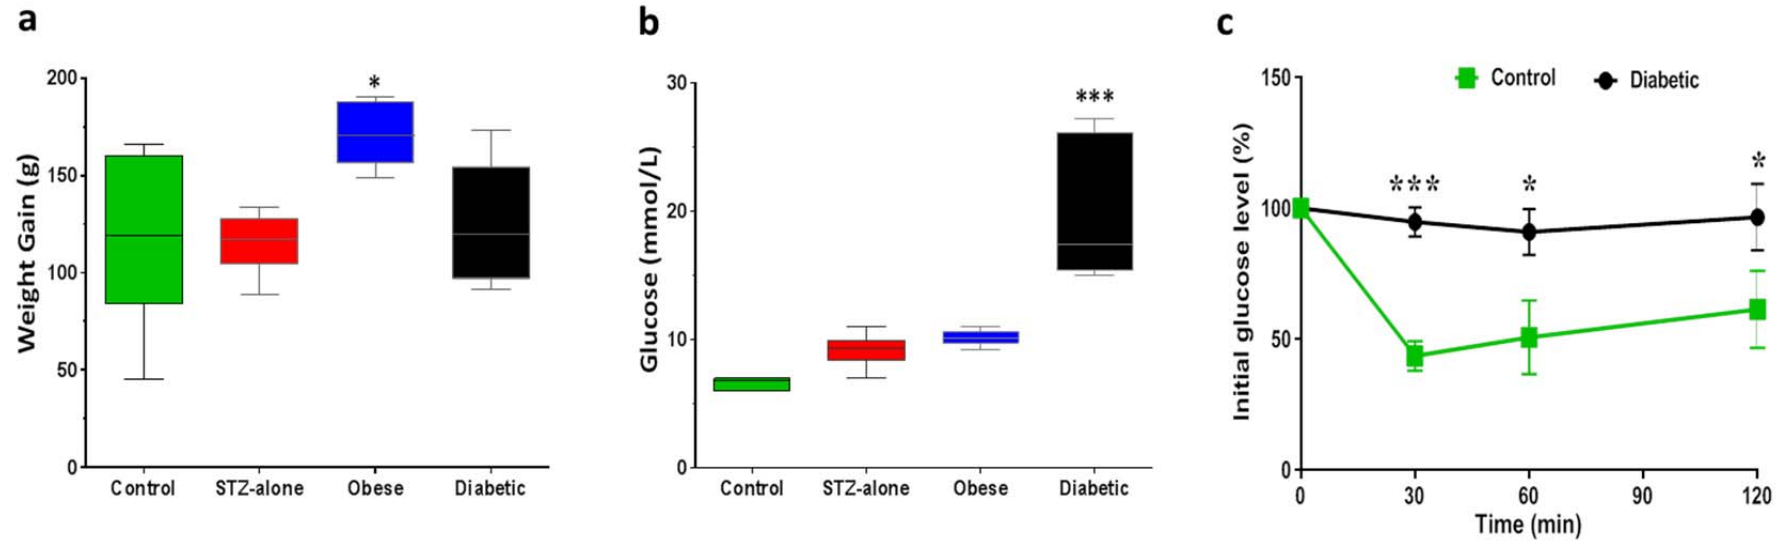 a
Weight Gain (g)
200
150
100
50
0
*
Control STZ-alone Obese Diabetic
b
Glucose (mmol/L)
30
20
10
0
***
Control STZ-alone Obese Diabetic
c
Initial glucose level (%)
150
100
50
0
Control Diabetic
*** * *
0 30 60 90 120
Time (min)